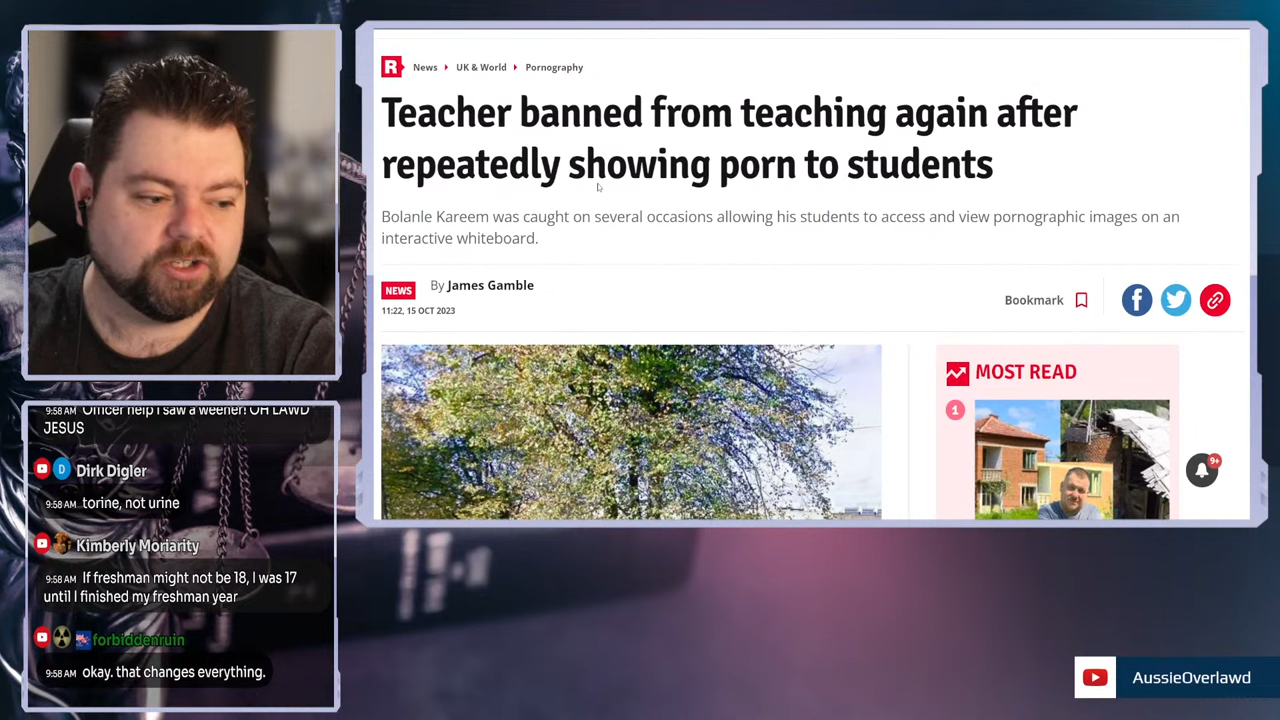 R News UK & World Pornography
Teacher banned from teaching again after
repeatedly showing porn to students
Bolanle Kareem was caught on several occasions allowing his students to access and view pornographic images on an
interactive whiteboard.
NEWS By James Gamble
11:22, 15 OCT 2023
Bookmark
MOST READ
1
9+
9:58 AM Officer help I saw a weener! OH LAWD
JESUS
D Dirk Digler
9:58 AM torine, not urine
Kimberly Moriarity
9:58 AM If freshman might not be 18, I was 17
until I finished my freshman year
forbiddenruin
9:58 AM okay. that changes everything.
AussieOverlawd